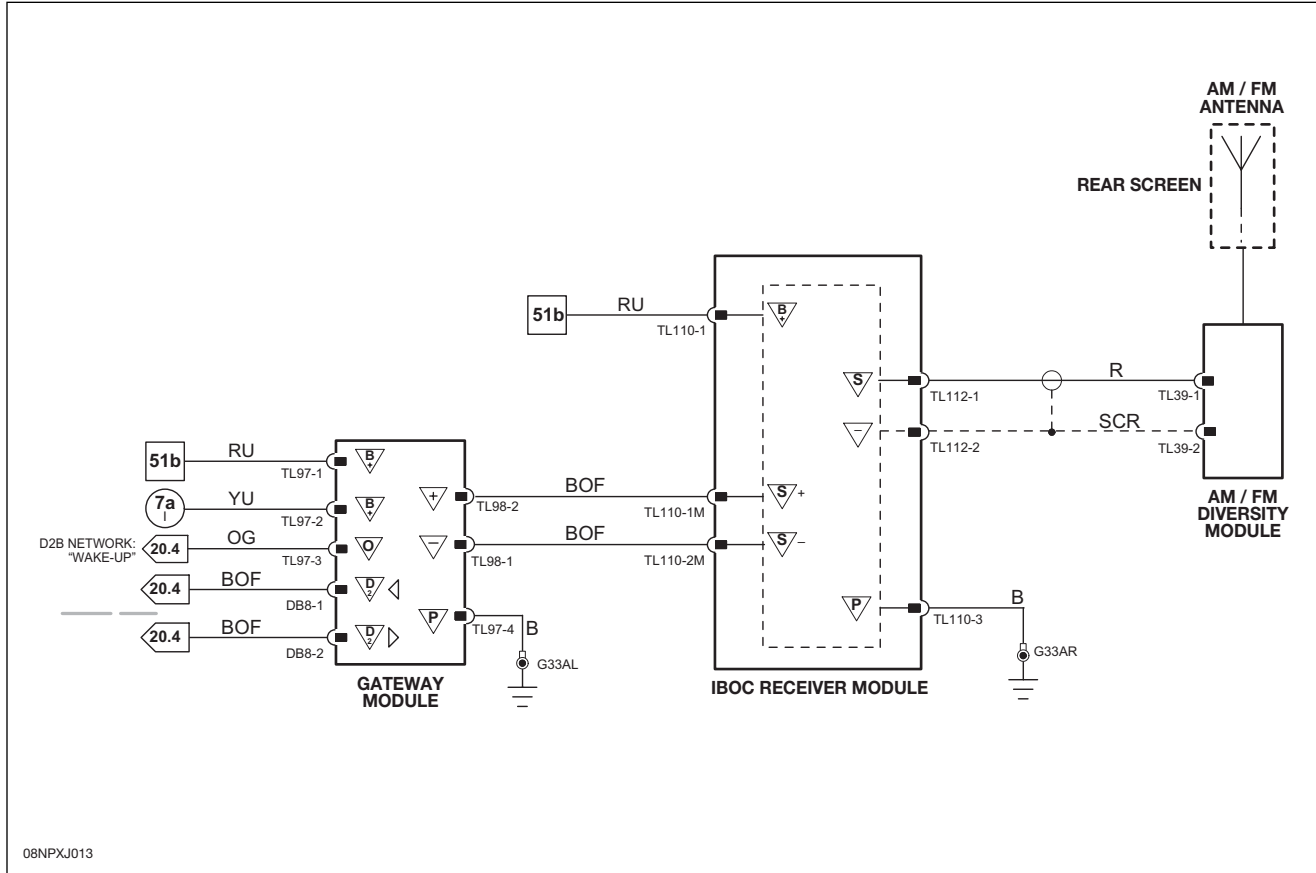 AM / FM
ANTENNA
REAR SCREEN
51b
RU
TL110-1
B
+
S
R
TL112-1
TL39-1
–
SCR
TL112-2
TL39-2
AM / FM
DIVERSITY
MODULE
51b
RU
TL97-1
B
+
7a
I
YU
TL97-2
B
+
+
TL98-2
BOF
TL110-1M
S +
D2B NETWORK:
"WAKE-UP"
20.4
OG
TL97-3
O
–
TL98-1
BOF
TL110-2M
S –
20.4
BOF
DB8-1
D
2
P
TL97-4
B
G33AL
P
TL110-3
B
G33AR
20.4
BOF
DB8-2
D
2
GATEWAY
MODULE
IBOC RECEIVER MODULE
08NPXJ013